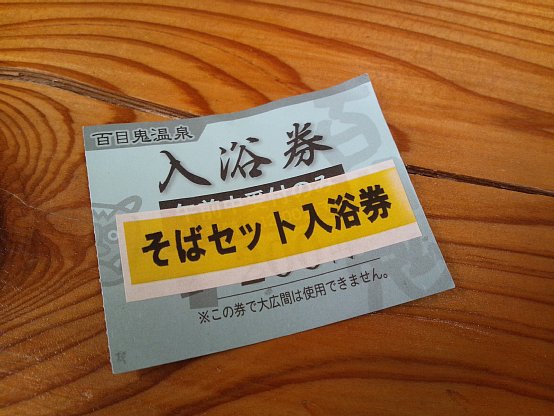 百目鬼温泉
入浴券
そばセット入浴券
※この券で大広間は使用できません。